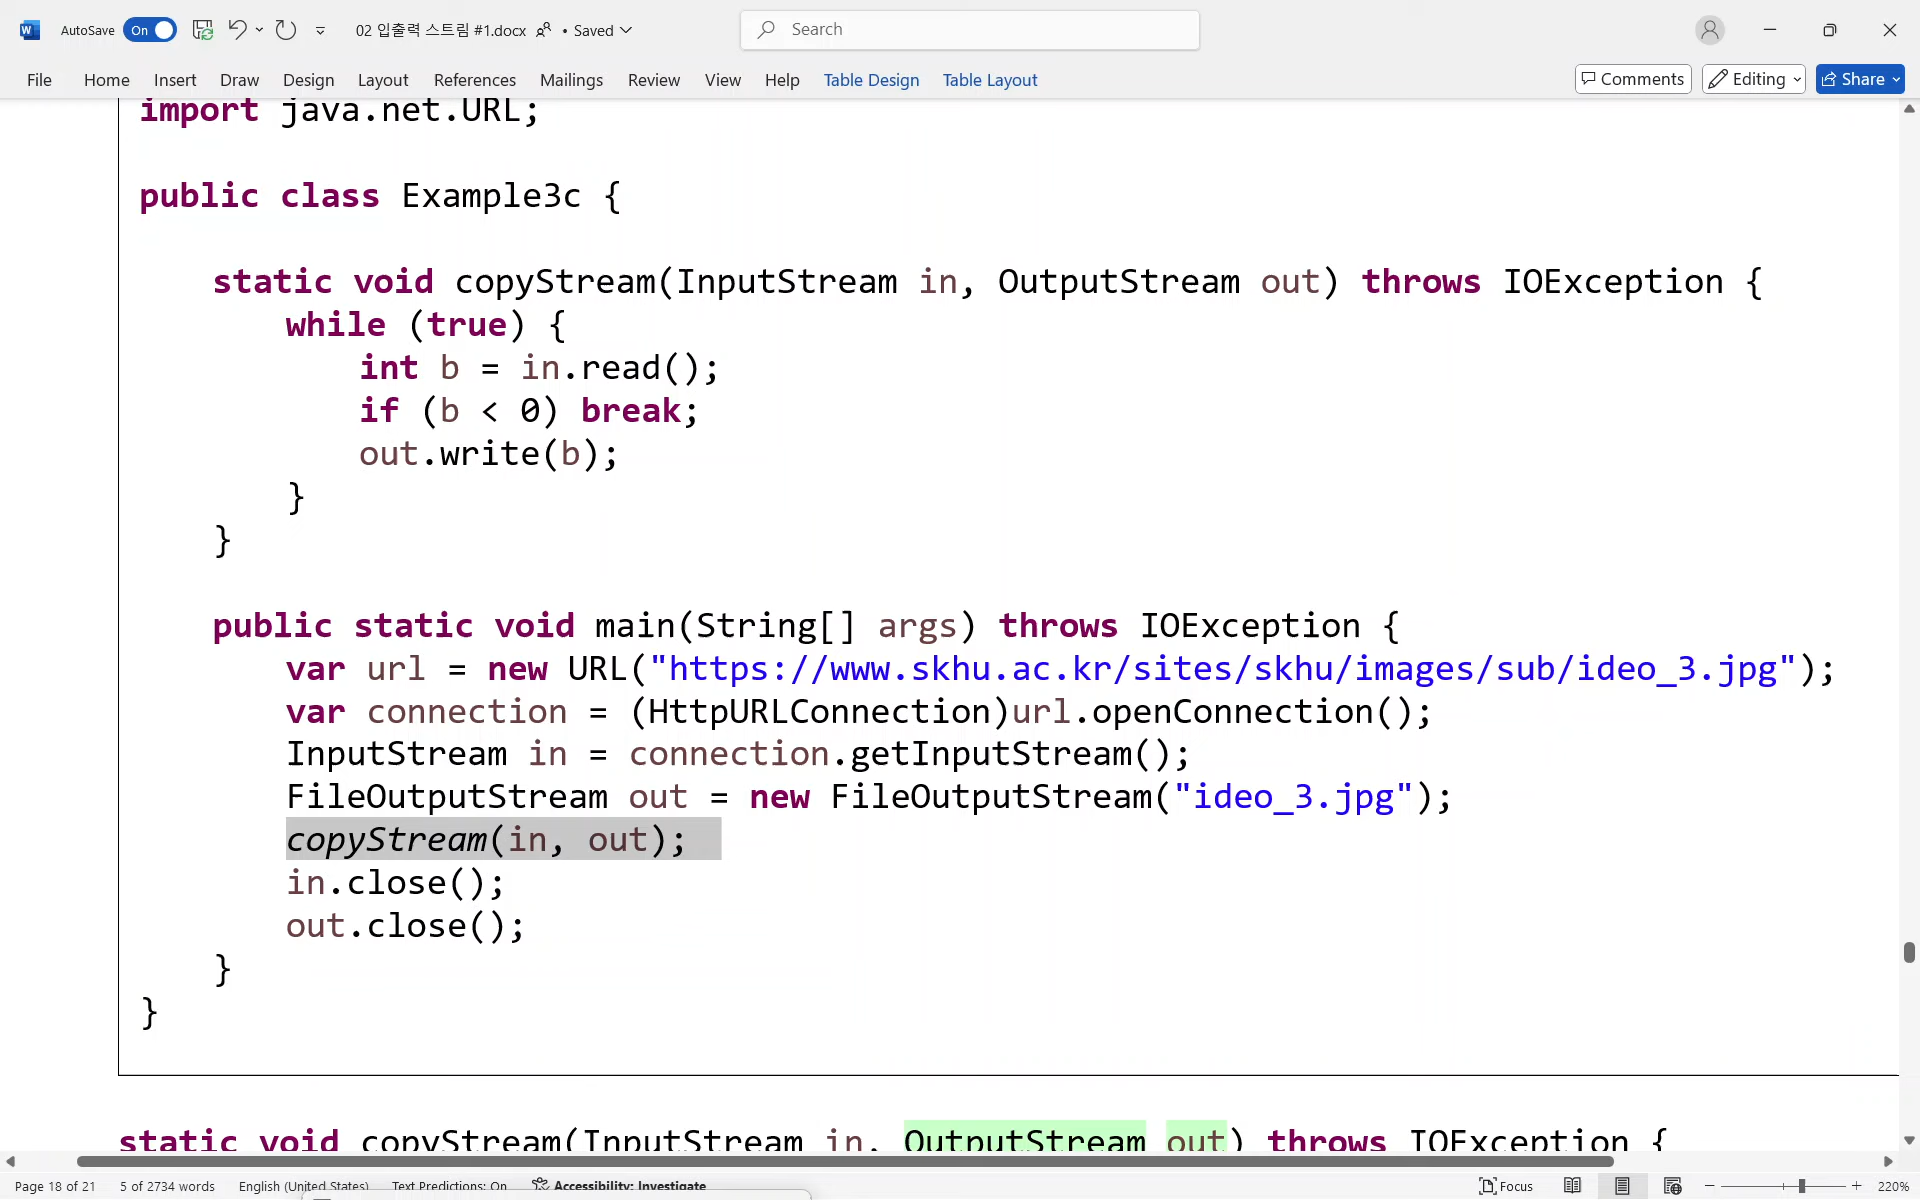 AutoSave On 02 입출력 스트림 #1.docx • Saved Search
File Home Insert Draw Design Layout References Mailings Review View Help Table Design Table Layout Comments Editing Share
import java.net.URL;
public class Example3c {
static void copyStream(InputStream in, OutputStream out) throws IOException {
while (true) {
int b = in.read();
if (b < 0) break;
out.write(b);
}
}
public static void main(String[] args) throws IOException {
var url = new URL("https://www.skhu.ac.kr/sites/skhu/images/sub/ideo_3.jpg");
var connection = (HttpURLConnection)url.openConnection();
InputStream in = connection.getInputStream();
FileOutputStream out = new FileOutputStream("ideo_3.jpg");
copyStream(in, out);
in.close();
out.close();
}
}
static void copyStream(InputStream in, OutputStream out) throws IOException {
Page 18 of 21 5 of 2734 words English (United States) Text Predictions: On Accessibility: Investigate Focus 220%